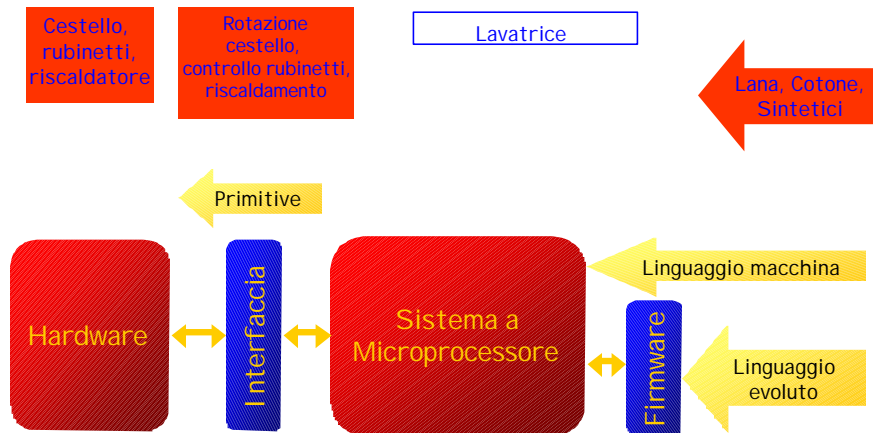 Cestello,
rubinetti,
riscaldatore
Rotazione
cestello,
controllo rubinetti,
riscaldamento
Lavatrice
Lana, Cotone,
Sintetici
Primitive
Linguaggio macchina
Hardware
Interfaccia
Sistema a
Microprocessore
Firmware
Linguaggio
evoluto